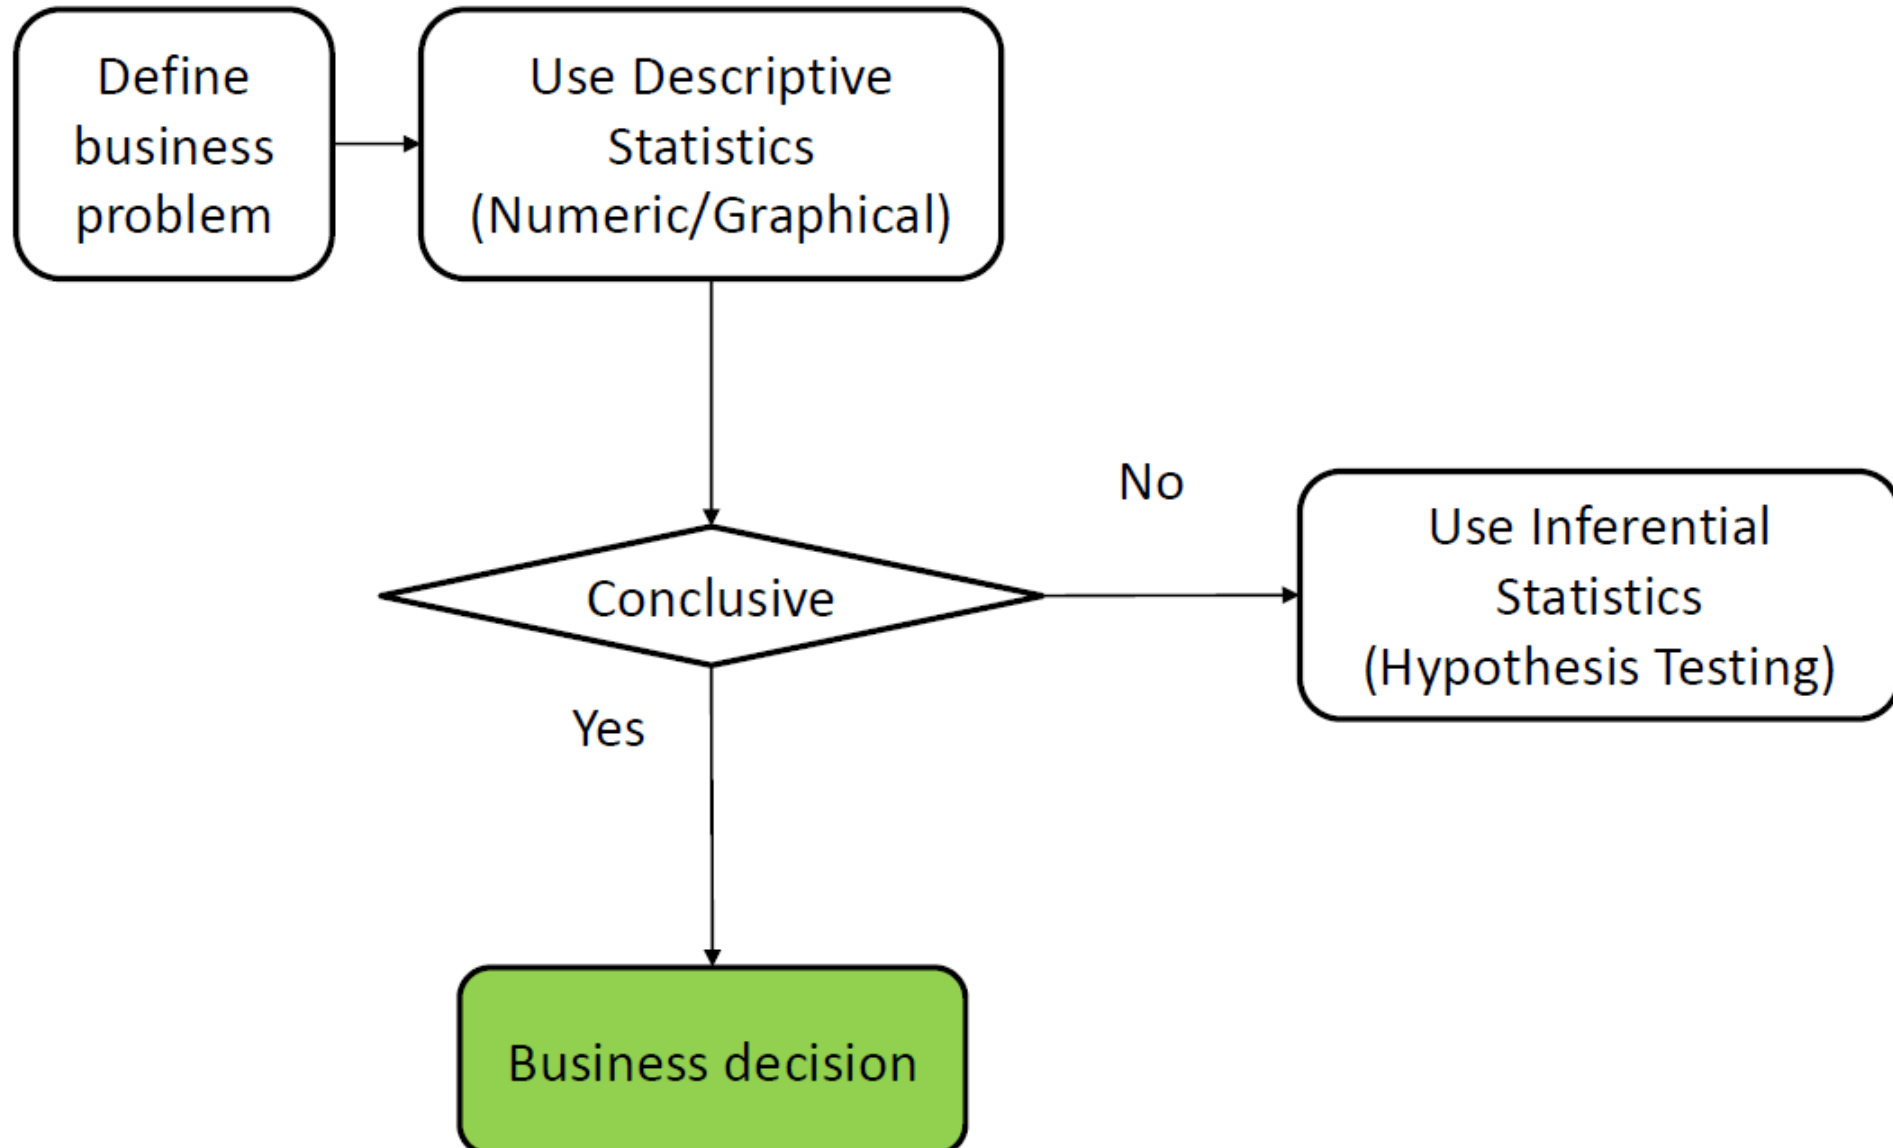 Define
business
problem
Use Descriptive
Statistics
(Numeric/Graphical)
Conclusive
No
Use Inferential
Statistics
(Hypothesis Testing)
Yes
Business decision